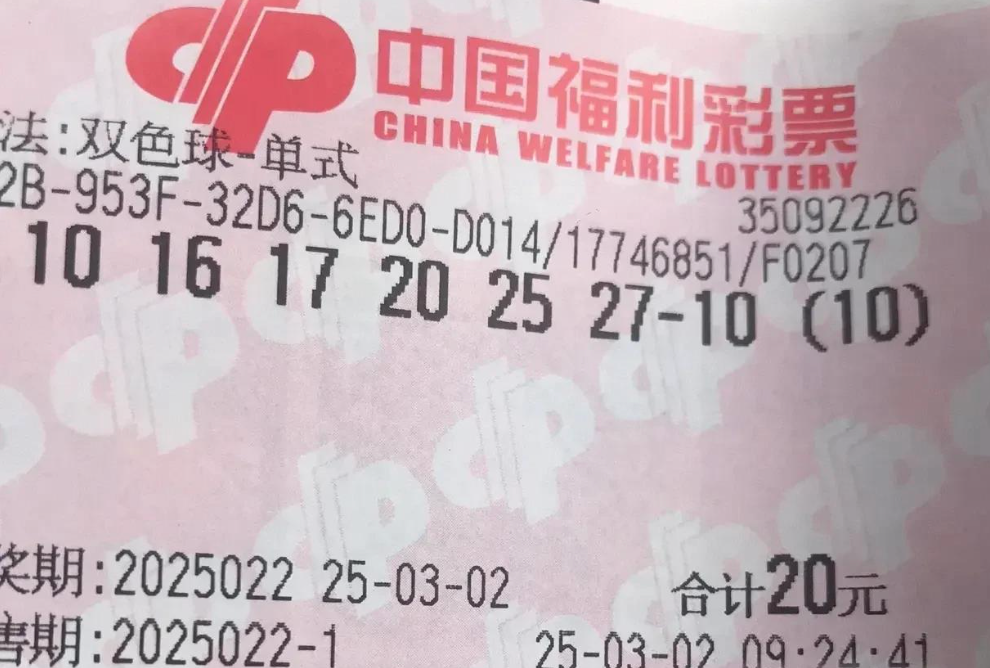 中国福利彩票
CHINA WELFARE LOTTERY
法:双色球-单式
35092226
2B-953F-32D6-6ED0-D014/17746851/F0207
10 16 17 20 25 27-10 (10)
奖期:2025022 25-03-02 合计20元
售期:2025022-1 25-03-02 09:24:41